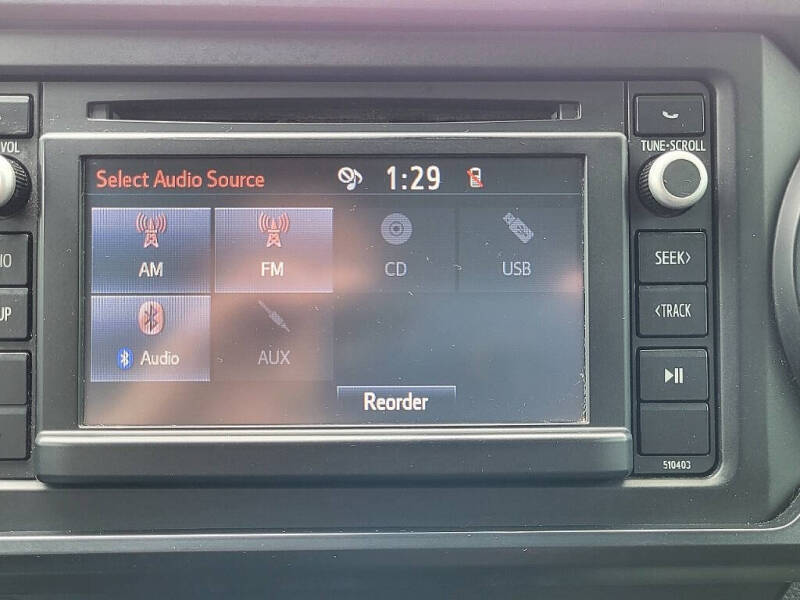 VOL
TUNE·SCROLL
Select Audio Source 1:29
AM FM CD USB
Audio AUX
Reorder
SEEK>
<TRACK
510403